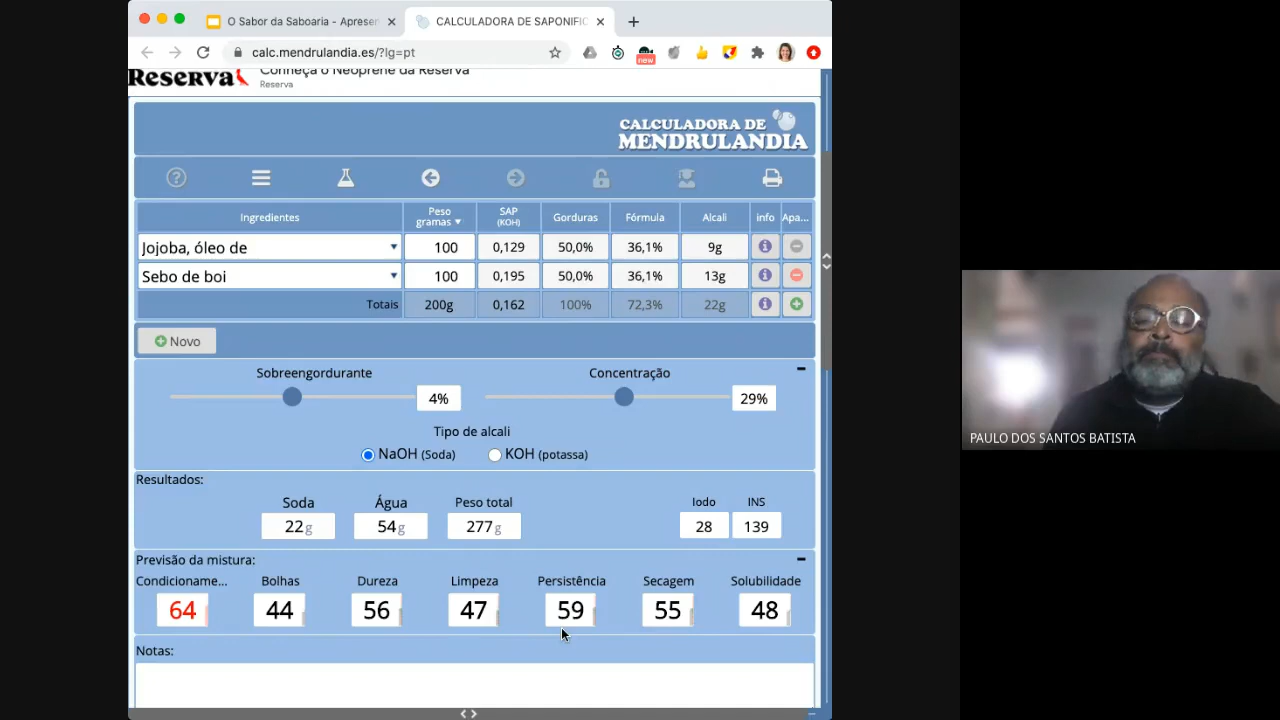 O Sabor da Saboaria - Apresen
CALCULADORA DE SAPONIFIC
calc.mendrulandia.es/?lg=pt
new
Reserva
Conheça o Neoprene da Reserva
Reserva
CALCULADORA DE
MENDRULANDIA
Ingredientes
Peso gramas
SAP (KOH)
Gorduras
Fórmula
Alcali
info
Apa...
Jojoba, óleo de 100 0,129 50,0% 36,1% 9g
Sebo de boi 100 0,195 50,0% 36,1% 13g
Totais 200g 0,162 100% 72,3% 22g
Novo
Sobreengordurante Concentração
4% 29%
Tipo de alcali
NaOH (Soda) KOH (potassa)
Resultados:
Soda Água Peso total Iodo INS
22g 54g 277g 28 139
Previsão da mistura:
Condicioname... Bolhas Dureza Limpeza Persistência Secagem Solubilidade
64 44 56 47 59 55 48
Notas:
PAULO DOS SANTOS BATISTA